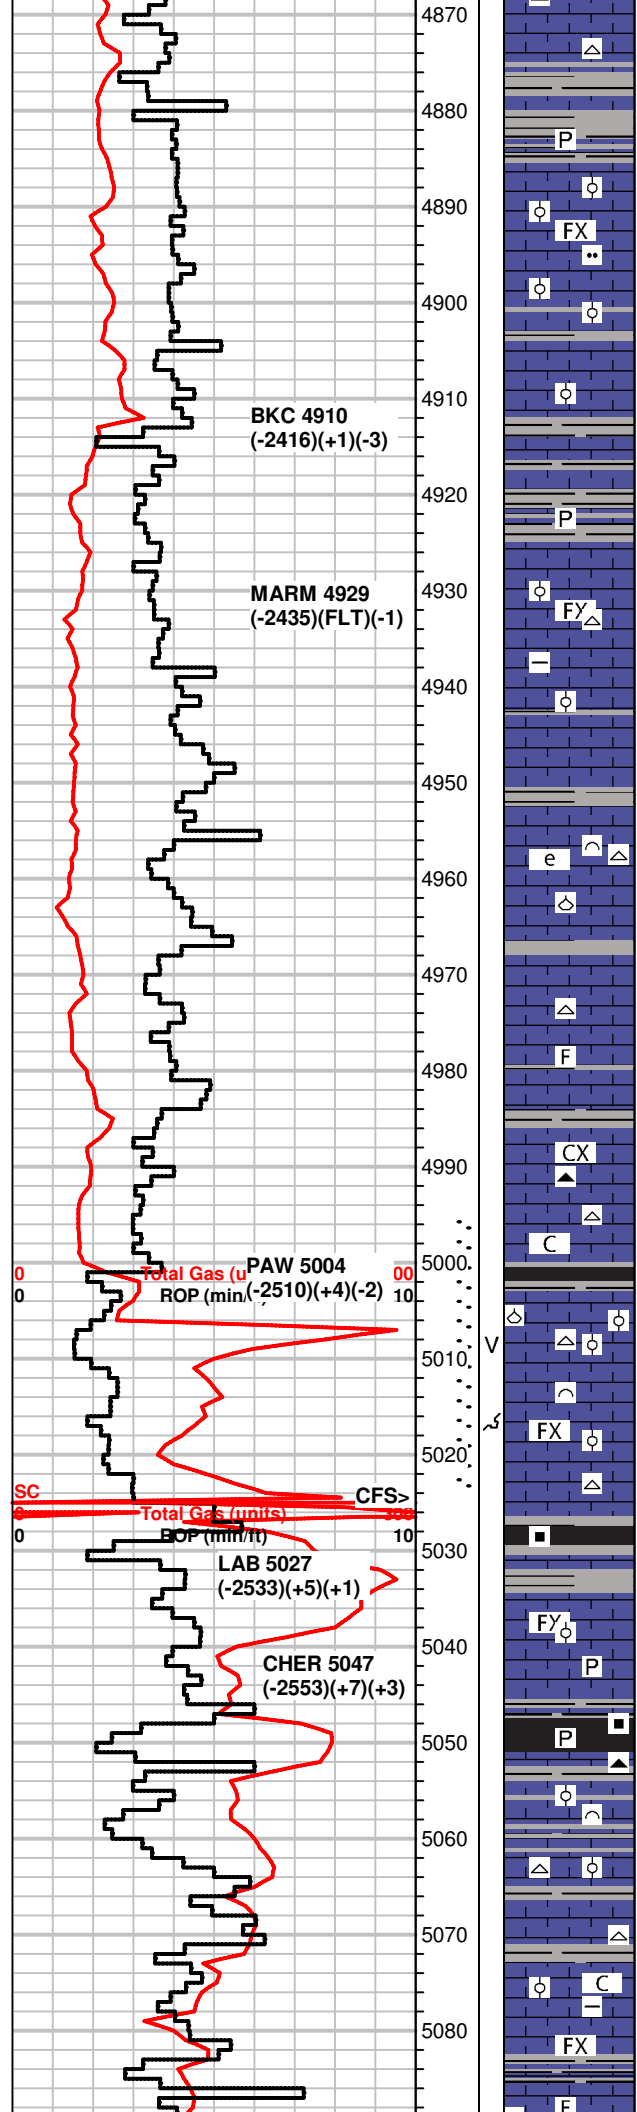 4870
4880
P
4890
FX
4900
4910
BKC 4910
(-2416)(+1)(-3)
4920
P
4930
MARM 4929
(-2435)(FLT)(-1)
4940
4950
e
4960
4970
F
4980
CX
4990
C
5000
PAW 5004
0 Total Gas (u 00
(-2510)(+4)(-2)
0 ROP (min/ 10
V
5010
FX
5020
SC
CFS>
Total Gas (units) 300
0 ROP (min/ft) 10
5030
LAB 5027
(-2533)(+5)(+1)
5040
CHER 5047
(-2553)(+7)(+3)
P
5050
P
5060
5070
C
5080
FX